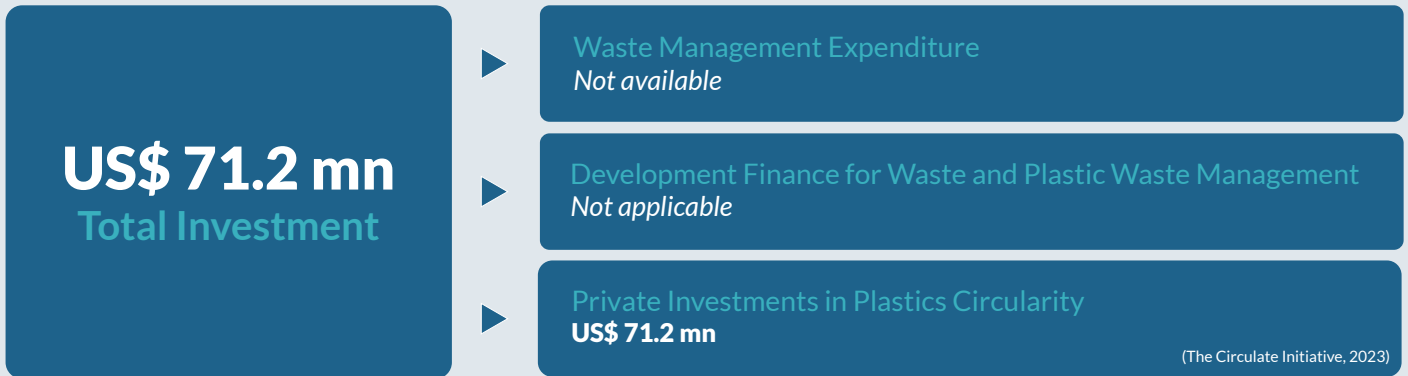 US$ 71.2 mn
Total Investment
Waste Management Expenditure
Not available
Development Finance for Waste and Plastic Waste Management
Not applicable
Private Investments in Plastics Circularity
US$ 71.2 mn
(The Circulate Initiative, 2023)